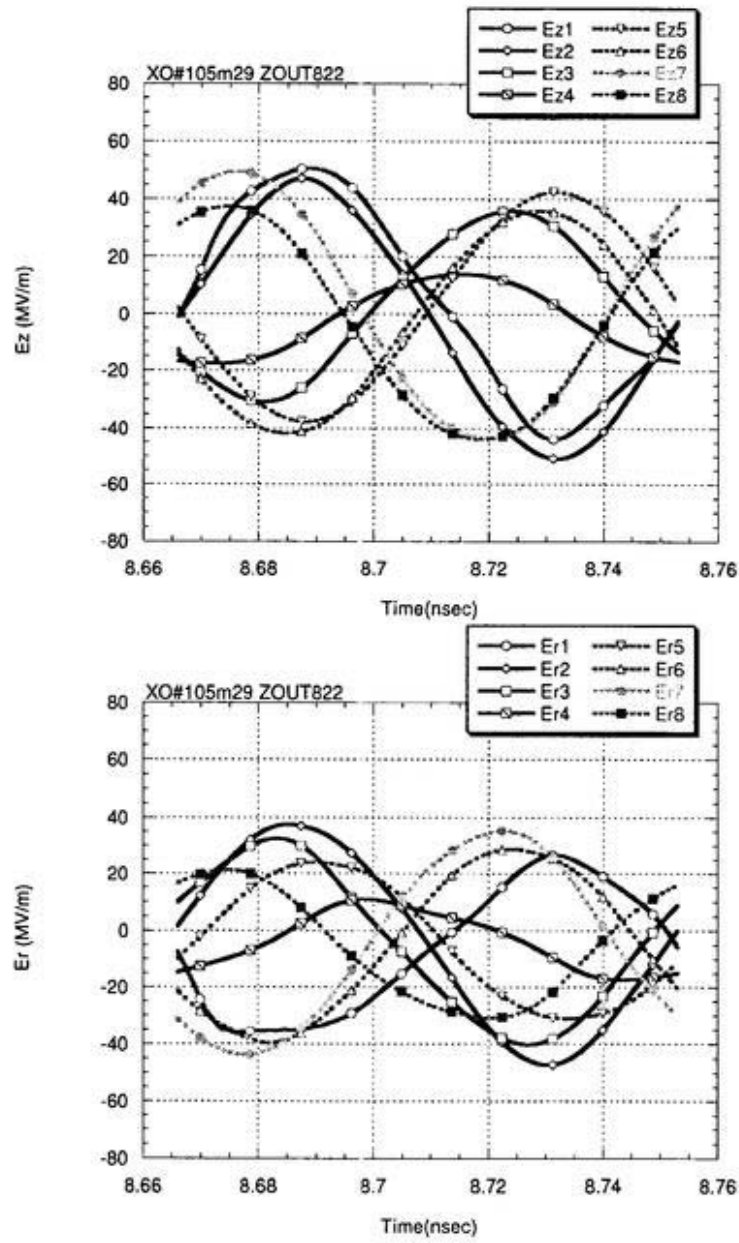 Ez1 Ez5
Ez2 Ez6
Ez3 Ez7
Ez4 Ez8
XO#105m29 ZOUT822
80
60
40
20
0
-20
-40
-60
-80
Ez (MV/m)
8.66 8.68 8.7 8.72 8.74 8.76
Time(nsec)
Er1 Er5
Er2 Er6
Er3 Er7
Er4 Er8
XO#105m29 ZOUT822
80
60
40
20
0
-20
-40
-60
-80
Er (MV/m)
8.66 8.68 8.7 8.72 8.74 8.76
Time(nsec)